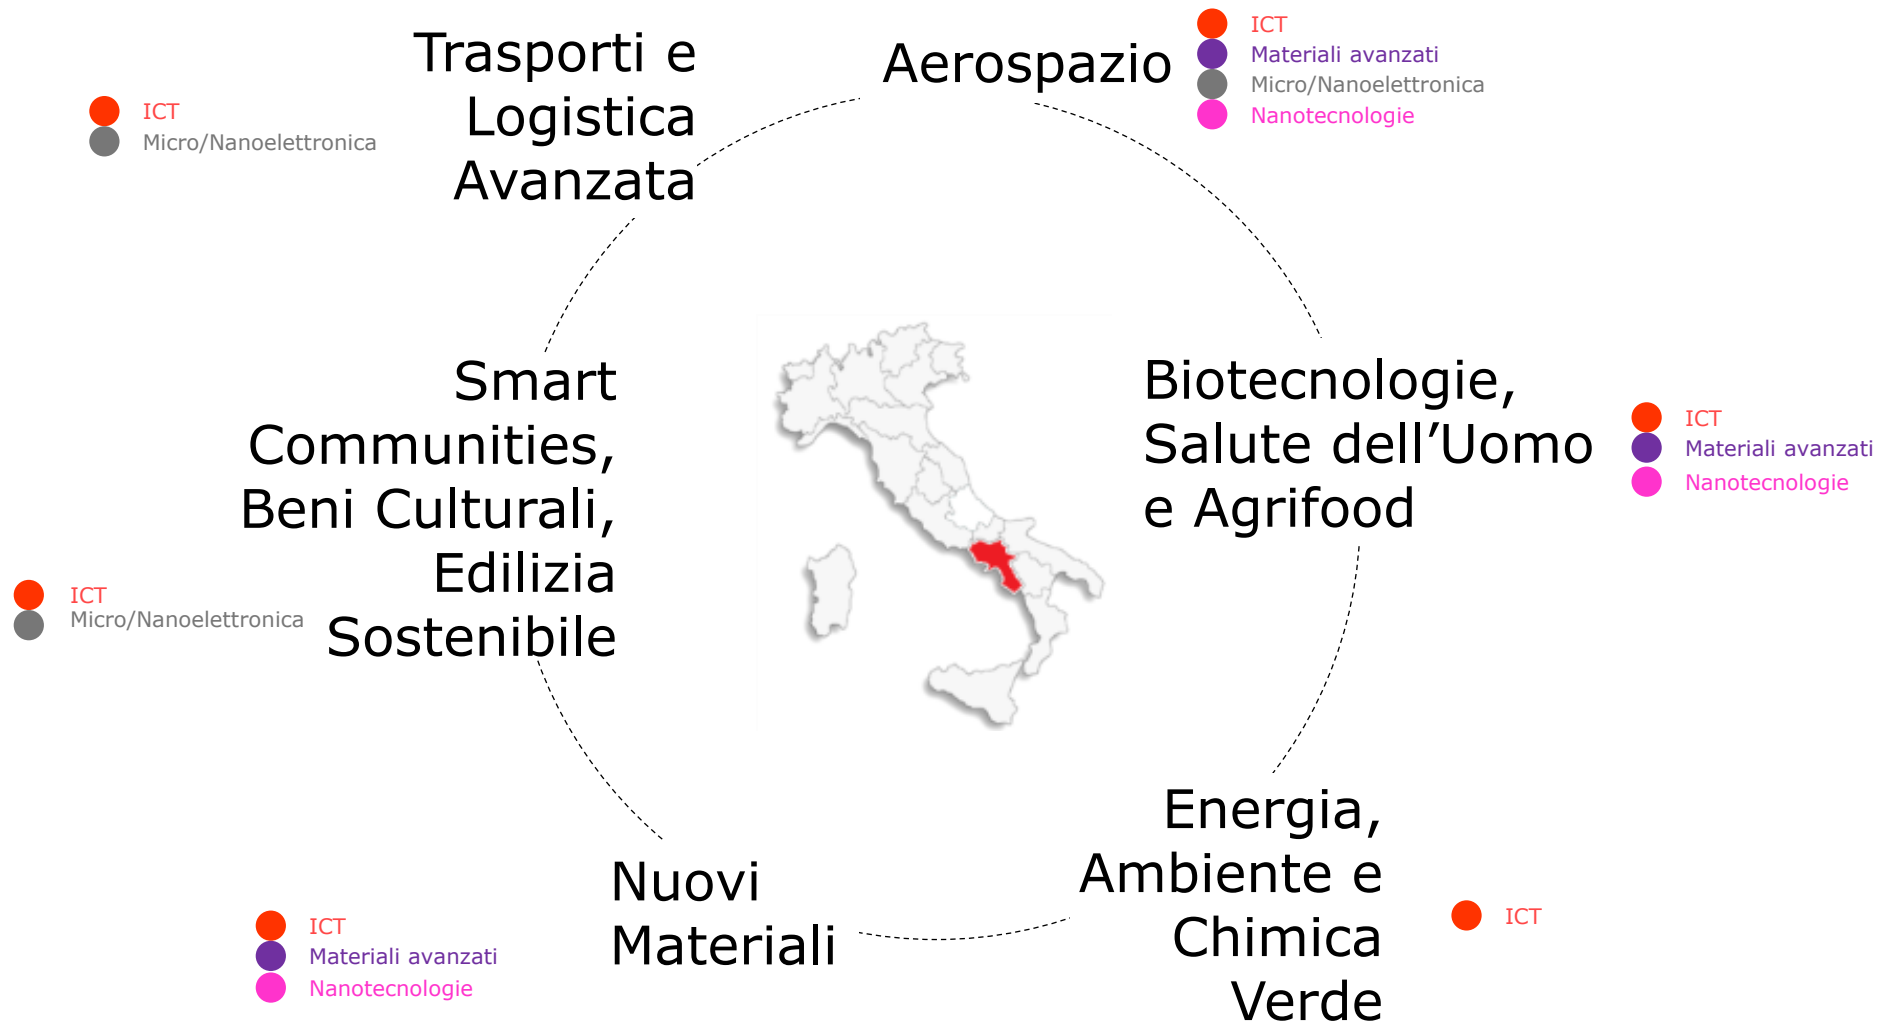 Trasporti e
Logistica
Avanzata
ICT
Micro/Nanoelettronica
Aerospazio
ICT
Materiali avanzati
Micro/Nanoelettronica
Nanotecnologie
Smart
Communities,
Beni Culturali,
Edilizia
Sostenibile
ICT
Micro/Nanoelettronica
Biotecnologie,
Salute dell’Uomo
e Agrifood
ICT
Materiali avanzati
Nanotecnologie
Nuovi
Materiali
ICT
Materiali avanzati
Nanotecnologie
Energia,
Ambiente e
Chimica
Verde
ICT